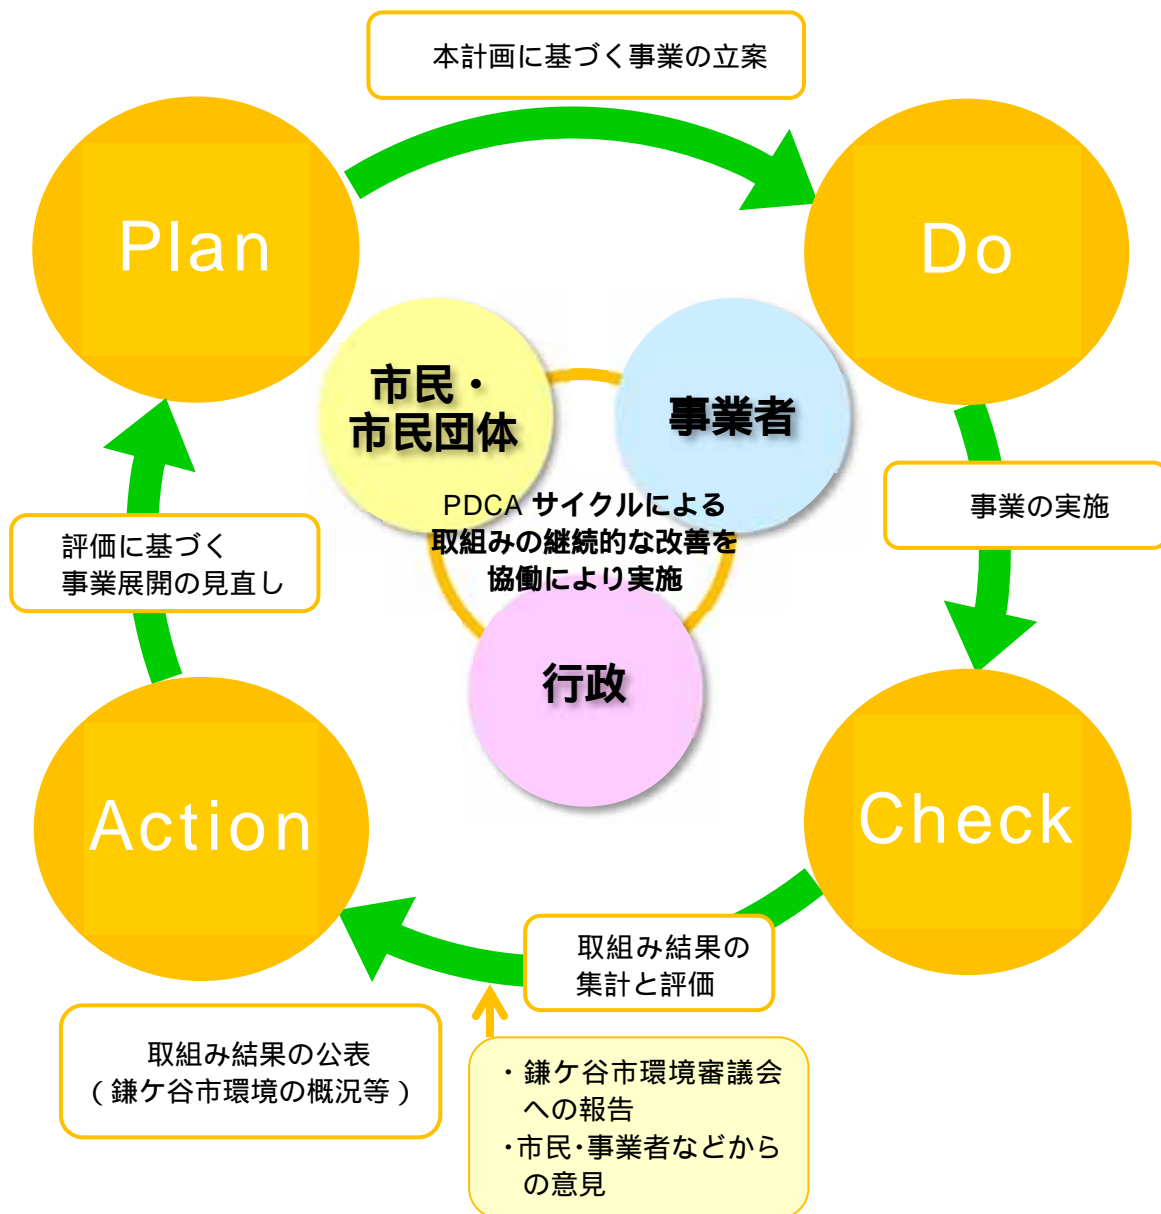 本計画に基づく事業の立案
Plan
Do
市民・
市民団体
事業者
PDCA サイクルによる
取組みの継続的な改善を
協働により実施
行政
事業の実施
評価に基づく
事業展開の見直し
Action
Check
取組み結果の
集計と評価
取組み結果の公表
(鎌ケ谷市環境の概況等)
・鎌ケ谷市環境審議会
への報告
・市民・事業者などから
の意見